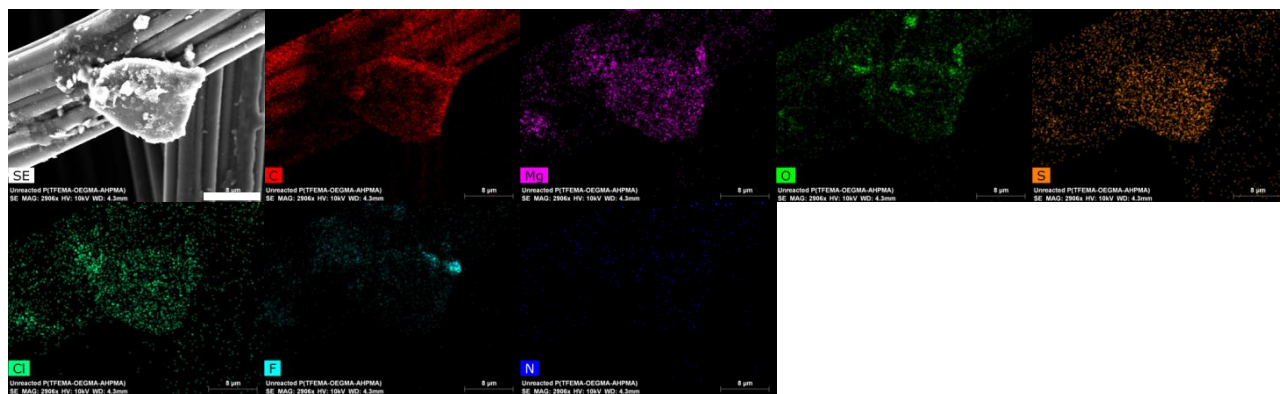 SE
Unreacted P(TFEMA-OEGMA-AHPMA)
SE MAG: 2906x HV: 10kV WD: 4.3mm
8 µm
C
Unreacted P(TFEMA-OEGMA-AHPMA)
SE MAG: 2906x HV: 10kV WD: 4.3mm
8 µm
Mg
Unreacted P(TFEMA-OEGMA-AHPMA)
SE MAG: 2906x HV: 10kV WD: 4.3mm
8 µm
O
Unreacted P(TFEMA-OEGMA-AHPMA)
SE MAG: 2906x HV: 10kV WD: 4.3mm
8 µm
S
Unreacted P(TFEMA-OEGMA-AHPMA)
SE MAG: 2906x HV: 10kV WD: 4.3mm
8 µm
Cl
Unreacted P(TFEMA-OEGMA-AHPMA)
SE MAG: 2906x HV: 10kV WD: 4.3mm
8 µm
F
Unreacted P(TFEMA-OEGMA-AHPMA)
SE MAG: 2906x HV: 10kV WD: 4.3mm
8 µm
N
Unreacted P(TFEMA-OEGMA-AHPMA)
SE MAG: 2906x HV: 10kV WD: 4.3mm
8 µm